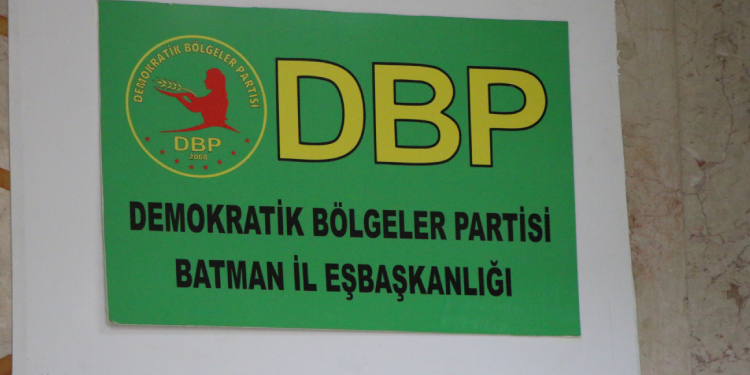 DEMOKRATİK BÖLGELER PARTİSİ
DBP
2008
DBP
DEMOKRATİK BÖLGELER PARTİSİ
BATMAN İL EŞBAŞKANLIĞI